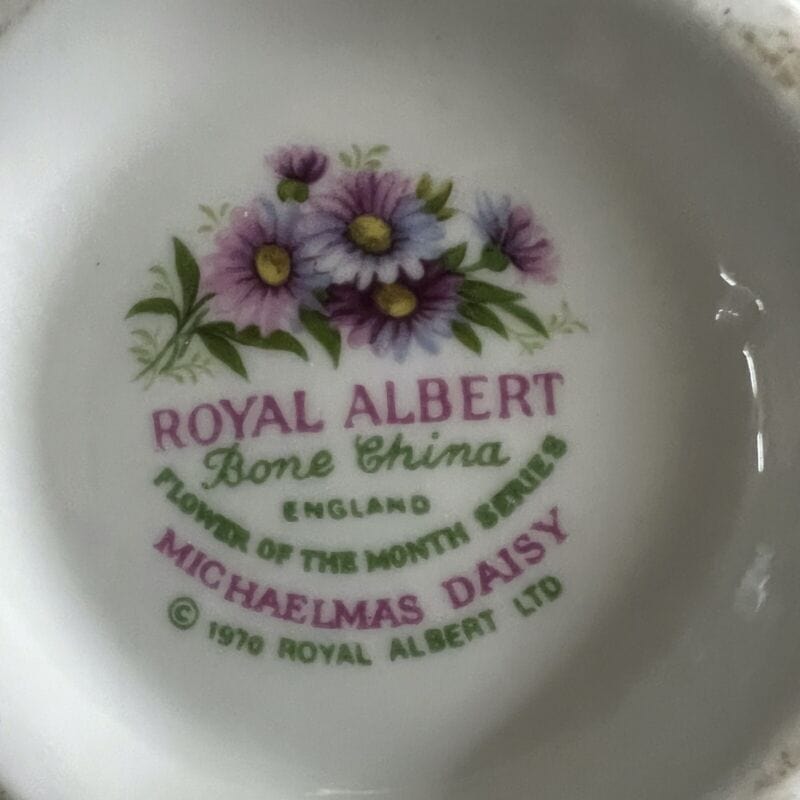 ROYAL ALBERT
Bone China
ENGLAND
FLOWER OF THE MONTH SERIES
MICHAELMAS DAISY
© 1970 ROYAL ALBERT LTD